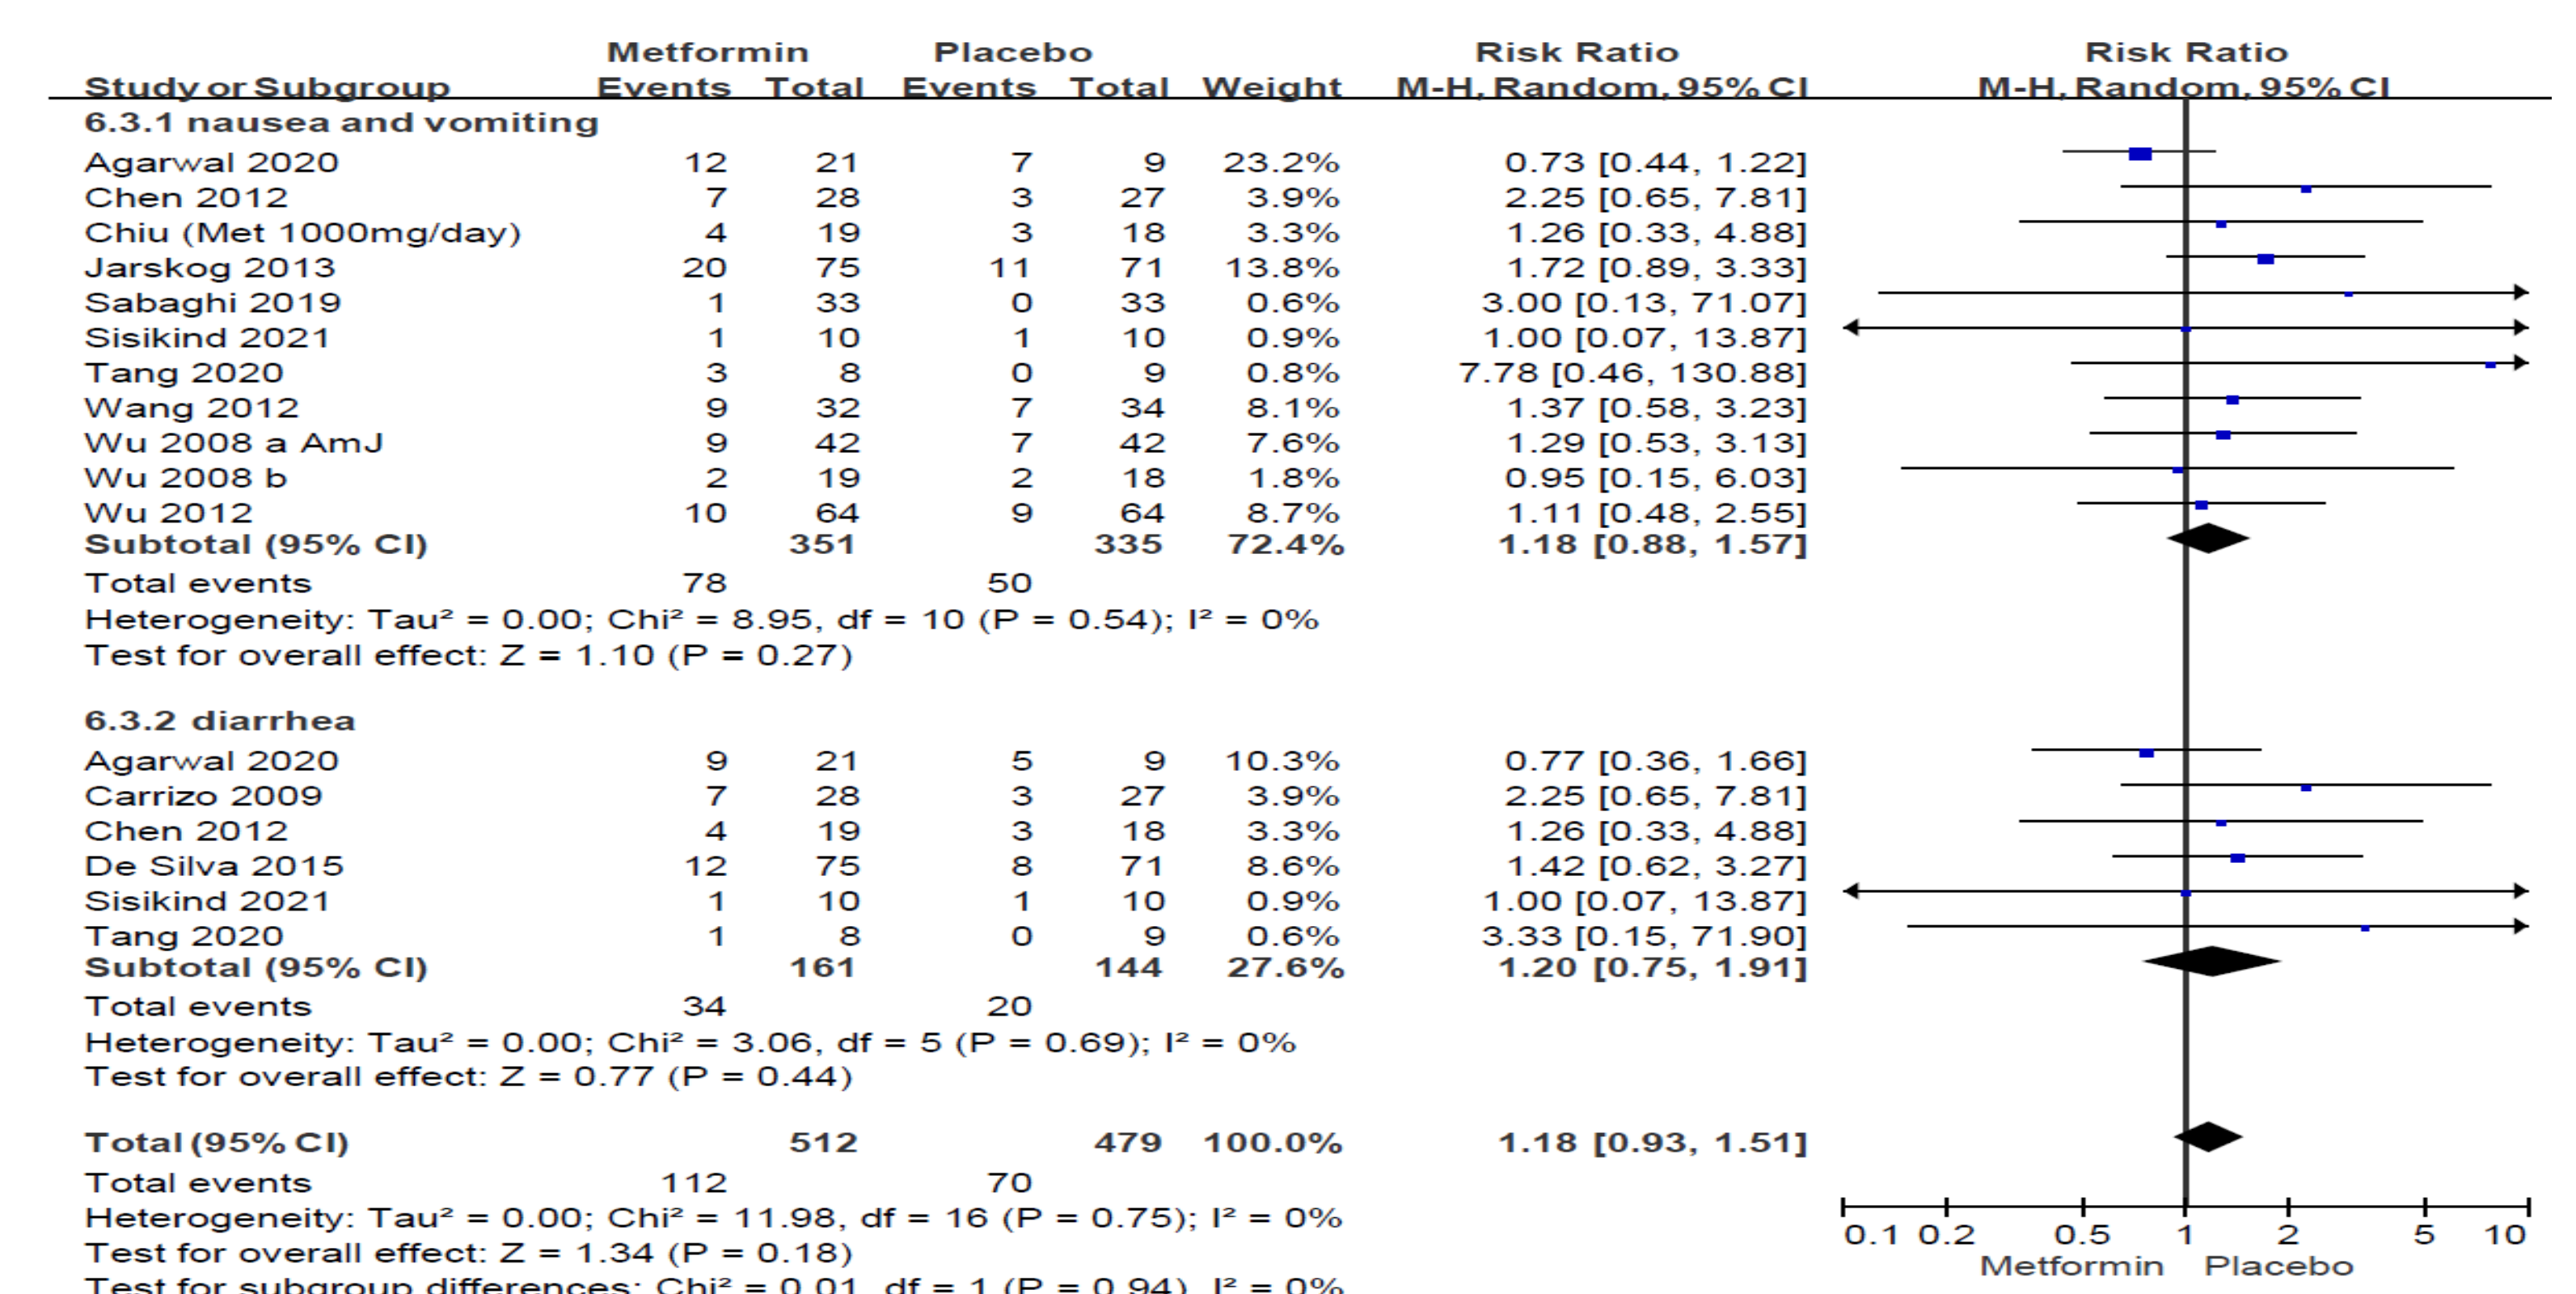 Metformin Placebo Risk Ratio Risk Ratio
Study or Subgroup Events Total Events Total Weight M-H, Random, 95% CI M-H, Random, 95% CI
6.3.1 nausea and vomiting
Agarwal 2020 12 21 7 9 23.2% 0.73 [0.44, 1.22]
Chen 2012 7 28 3 27 3.9% 2.25 [0.65, 7.81]
Chiu (Met 1000mg/day) 4 19 3 18 3.3% 1.26 [0.33, 4.88]
Jarskog 2013 20 75 11 71 13.8% 1.72 [0.89, 3.33]
Sabaghi 2019 1 33 0 33 0.6% 3.00 [0.13, 71.07]
Sisikind 2021 1 10 1 10 0.9% 1.00 [0.07, 13.87]
Tang 2020 3 8 0 9 0.8% 7.78 [0.46, 130.88]
Wang 2012 9 32 7 34 8.1% 1.37 [0.58, 3.23]
Wu 2008 a AmJ 9 42 7 42 7.6% 1.29 [0.53, 3.13]
Wu 2008 b 2 19 2 18 1.8% 0.95 [0.15, 6.03]
Wu 2012 10 64 9 64 8.7% 1.11 [0.48, 2.55]
Subtotal (95% CI) 351 335 72.4% 1.18 [0.88, 1.57]
Total events 78 50
Heterogeneity: Tau² = 0.00; Chi² = 8.95, df = 10 (P = 0.54); I² = 0%
Test for overall effect: Z = 1.10 (P = 0.27)
6.3.2 diarrhea
Agarwal 2020 9 21 5 9 10.3% 0.77 [0.36, 1.66]
Carrizo 2009 7 28 3 27 3.9% 2.25 [0.65, 7.81]
Chen 2012 4 19 3 18 3.3% 1.26 [0.33, 4.88]
De Silva 2015 12 75 8 71 8.6% 1.42 [0.62, 3.27]
Sisikind 2021 1 10 1 10 0.9% 1.00 [0.07, 13.87]
Tang 2020 1 8 0 9 0.6% 3.33 [0.15, 71.90]
Subtotal (95% CI) 161 144 27.6% 1.20 [0.75, 1.91]
Total events 34 20
Heterogeneity: Tau² = 0.00; Chi² = 3.06, df = 5 (P = 0.69); I² = 0%
Test for overall effect: Z = 0.77 (P = 0.44)
Total (95% CI) 512 479 100.0% 1.18 [0.93, 1.51]
Total events 112 70
Heterogeneity: Tau² = 0.00; Chi² = 11.98, df = 16 (P = 0.75); I² = 0%
Test for overall effect: Z = 1.34 (P = 0.18)
Test for subgroup differences: Chi² = 0.01, df = 1 (P = 0.94), I² = 0%
0.1 0.2 0.5 1 2 5 10
Metformin Placebo